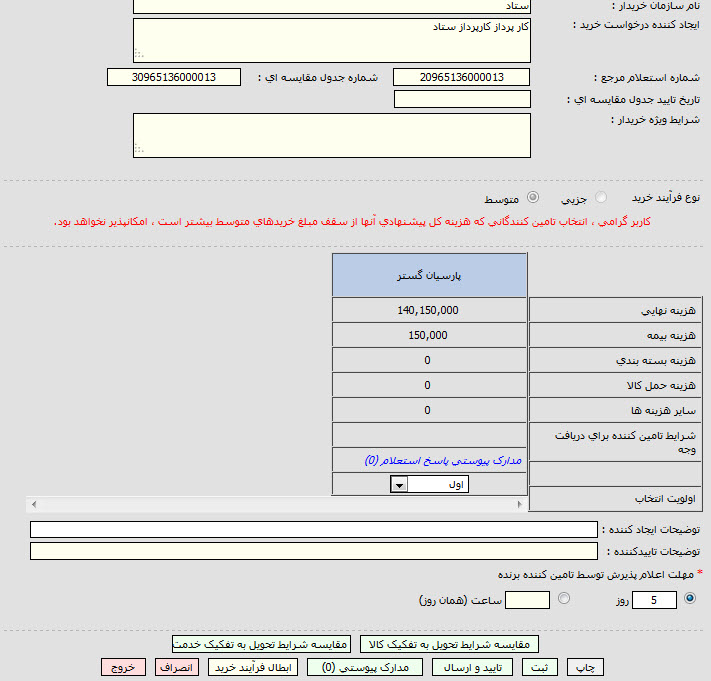 نام سازمان خریدار : ستاد
ایجاد کننده درخواست خرید : کار پرداز کارپرداز ستاد
شماره استعلام مرجع : 20965136000013 شماره جدول مقایسه اي : 30965136000013
تاریخ تایید جدول مقایسه اي :
شرایط ویژه خریدار :
نوع فرآیند خرید جزیي متوسط
کاربر گرامي ، انتخاب تامین کنندگاني که هزینه کل پیشنهادي آنها از سقف مبلغ خریدهاي متوسط بیشتر است ، امکانپذیر نخواهد بود.
پارسیان گستر
هزینه نهایي 140,150,000
هزینه بیمه 150,000
هزینه بسته بندي 0
هزینه حمل کالا 0
سایر هزینه ها 0
شرایط تامین کننده براي دریافت
وجه
مدارک پیوستي پاسخ استعلام (0)
اولویت انتخاب اول
توضیحات ایجاد کننده :
توضیحات تاییدکننده :
* مهلت اعلام پذیرش توسط تامین کننده برنده
5 روز ساعت (همان روز)
مقایسه شرایط تحویل به تفکیک کالا مقایسه شرایط تحویل به تفکیک خدمت
چاپ ثبت تایید و ارسال مدارک پیوستي (0) ابطال فرآیند خرید انصراف خروج